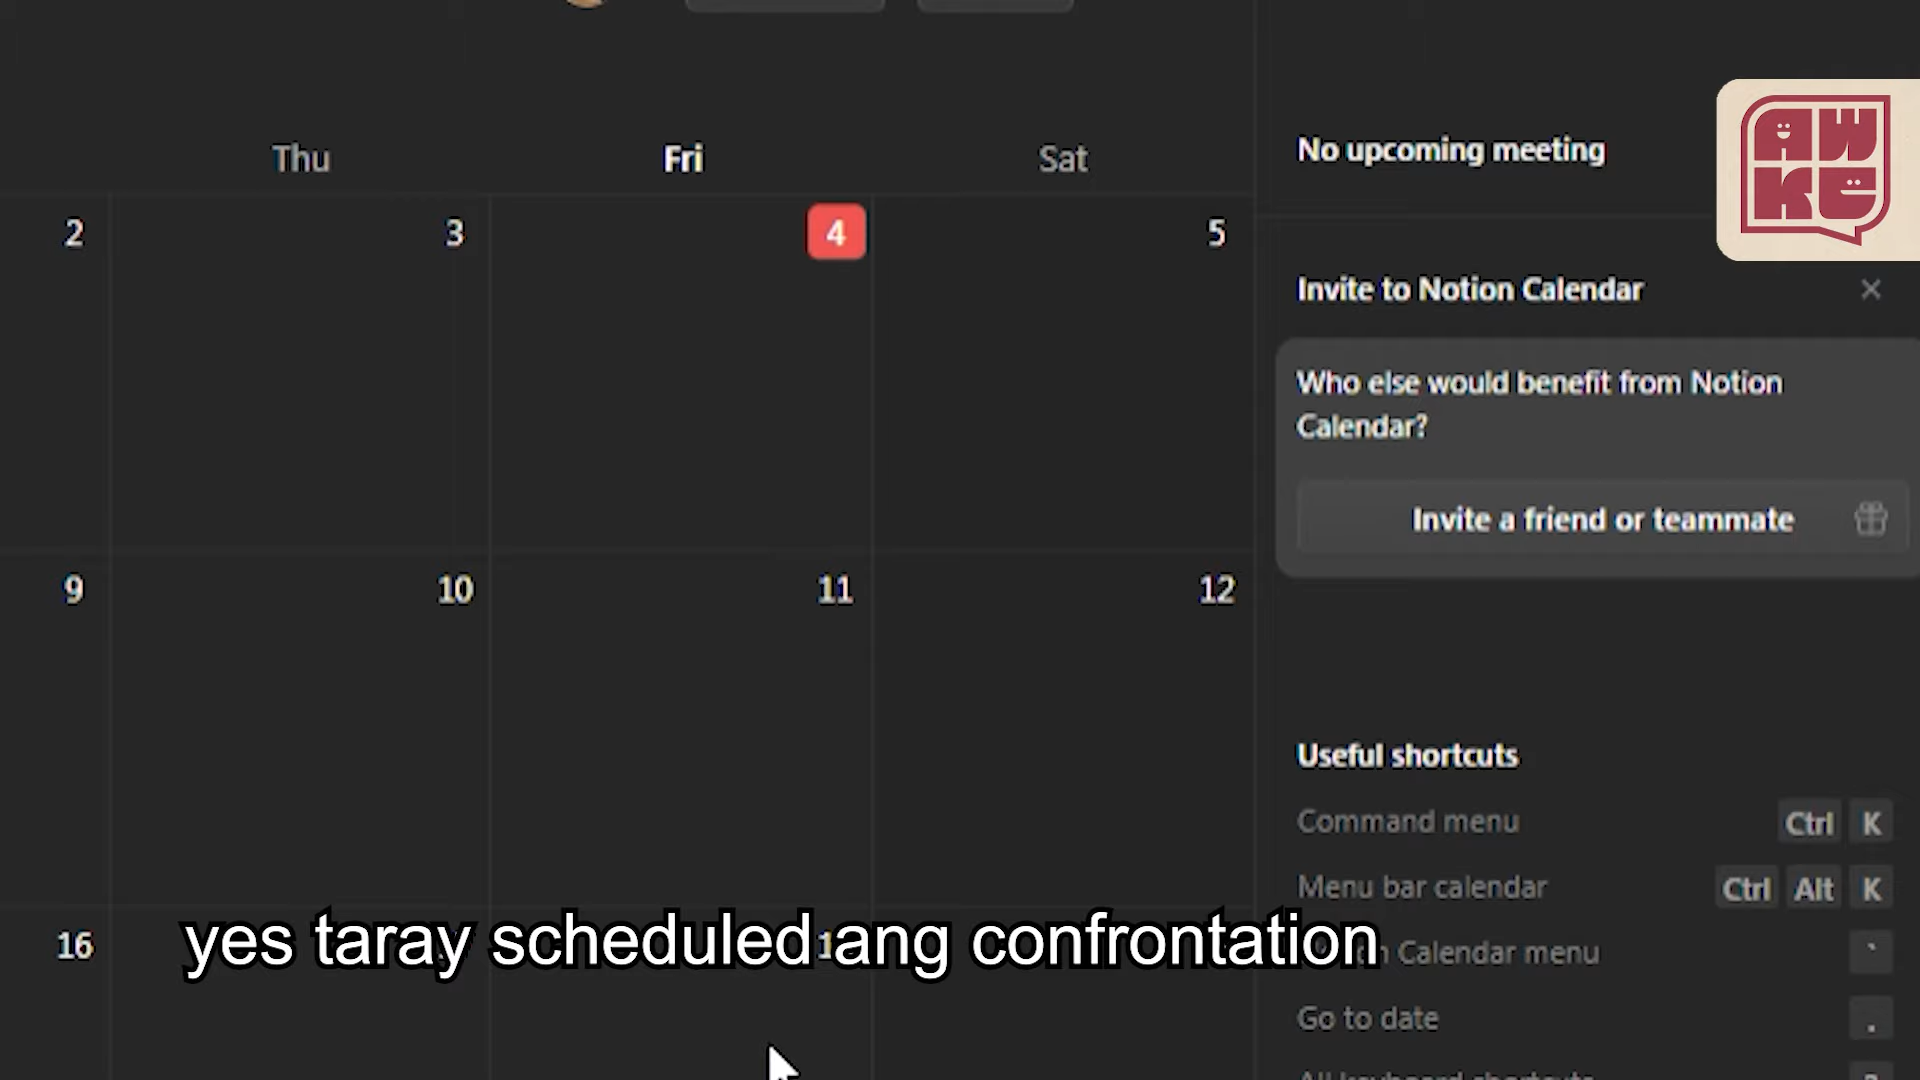 Thu Fri Sat
2 3 4 5
9 10 11 12
16
No upcoming meeting
AWKE
Invite to Notion Calendar
Who else would benefit from Notion
Calendar?
Invite a friend or teammate
Useful shortcuts
Command menu Ctrl K
Menu bar calendar Ctrl Alt K
Calendar menu `
Go to date .
yes taray scheduled ang confrontation